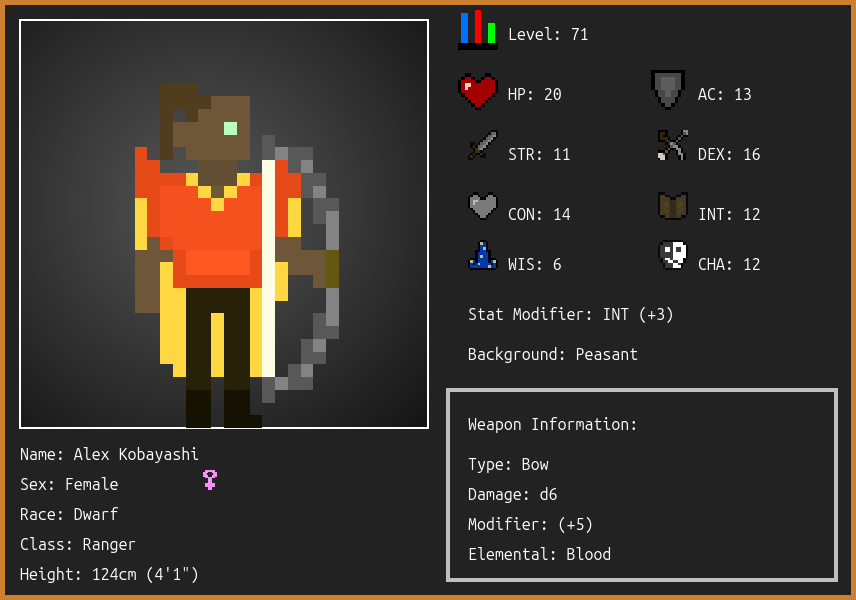 Level: 71
HP: 20
AC: 13
STR: 11
DEX: 16
CON: 14
INT: 12
WIS: 6
CHA: 12
Stat Modifier: INT (+3)
Background: Peasant
Weapon Information:
Type: Bow
Damage: d6
Modifier: (+5)
Elemental: Blood
Name: Alex Kobayashi
Sex: Female
Race: Dwarf
Class: Ranger
Height: 124cm (4'1")